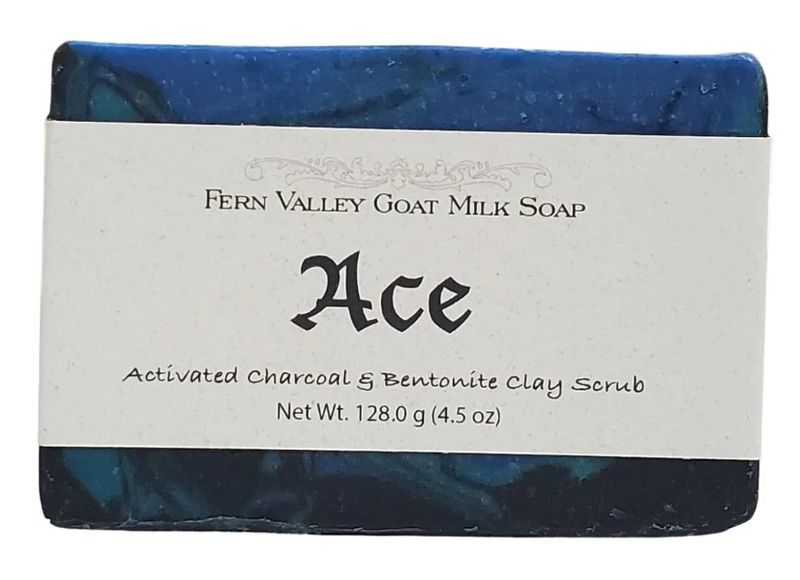 Fern Valley Goat Milk Soap
Ace
Activated Charcoal & Bentonite Clay Scrub
Net Wt. 128.0 g (4.5 oz)